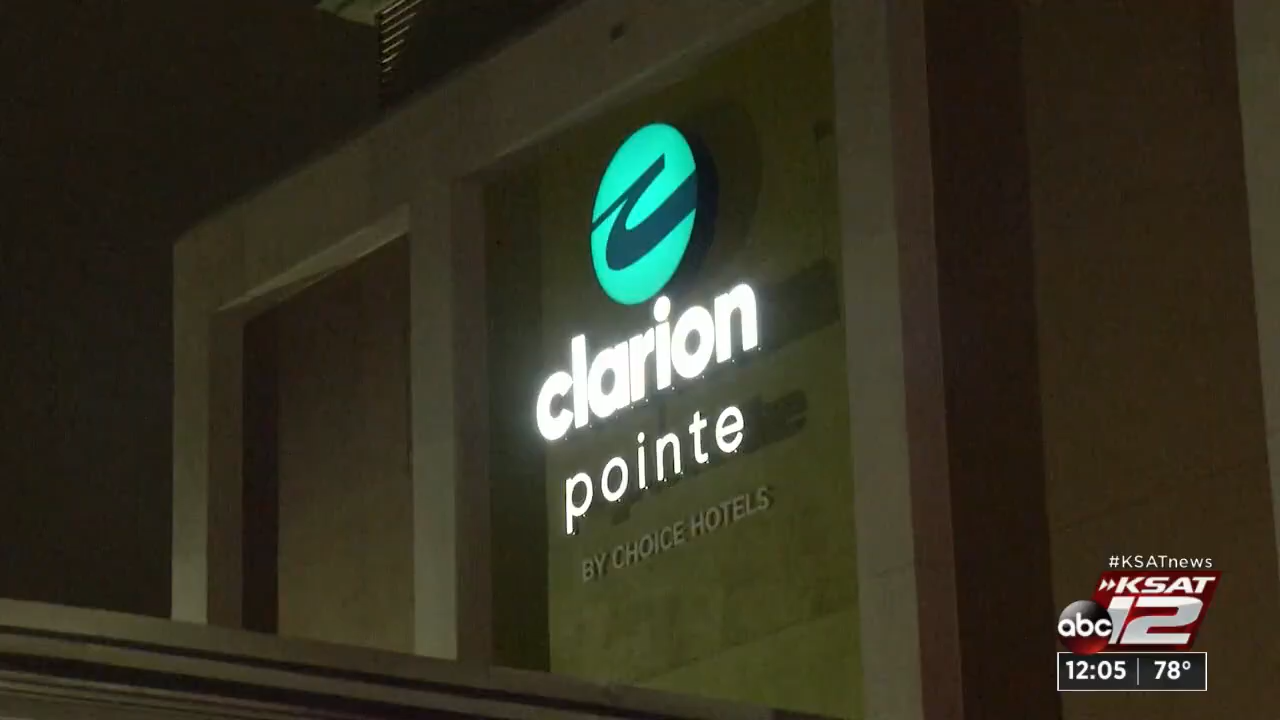 clarion
pointe
BY CHOICE HOTELS
#KSATnews
KSAT
abc 12
12:05 78°